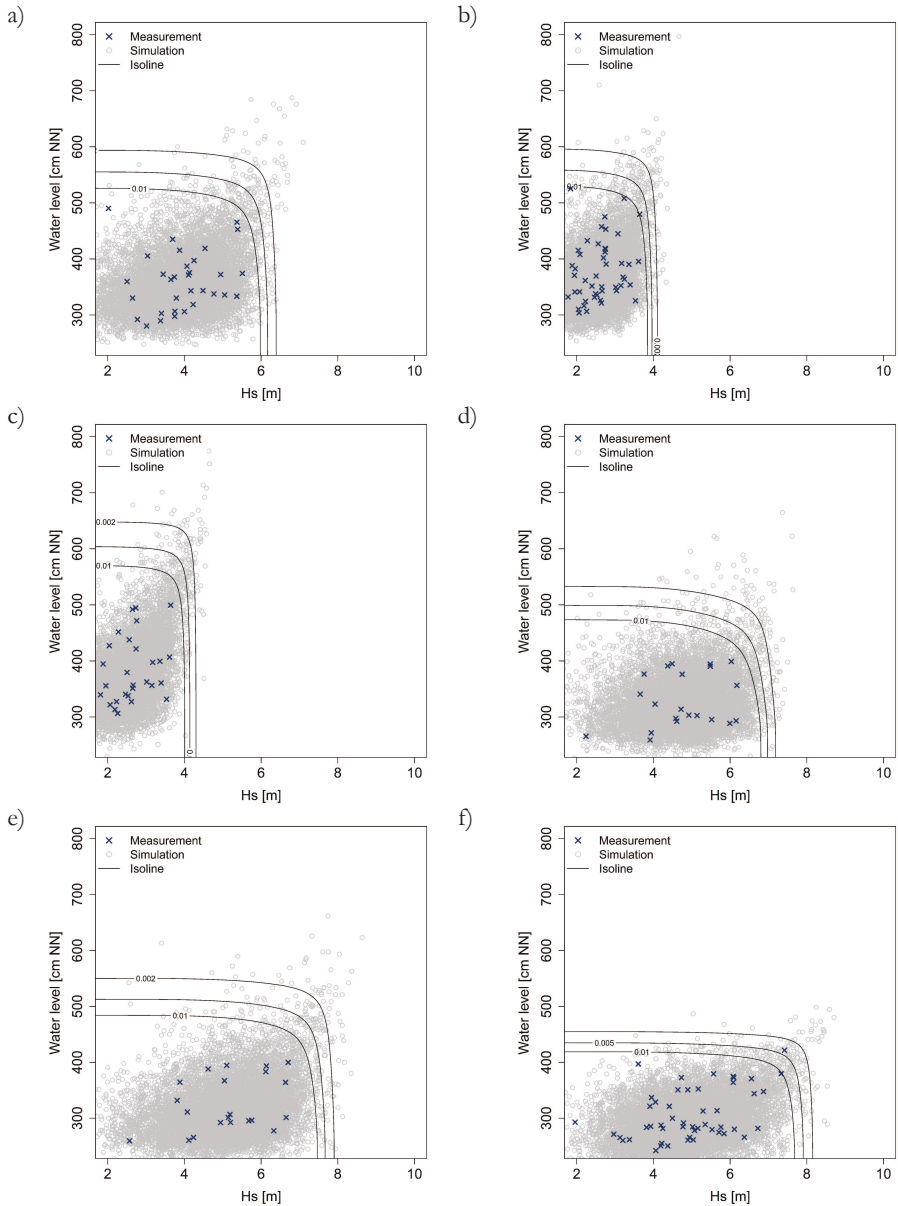 a)
Measurement
Simulation
Isoline
0.01
800
700
600
500
400
300
Water level [cm NN]
2 4 6 8 10
Hs [m]
b)
Measurement
Simulation
Isoline
0.01
0.002
800
700
600
500
400
300
Water level [cm NN]
2 4 6 8 10
Hs [m]
c)
Measurement
Simulation
Isoline
0.002
0.01
800
700
600
500
400
300
Water level [cm NN]
2 4 6 8 10
Hs [m]
d)
Measurement
Simulation
Isoline
0.01
800
700
600
500
400
300
Water level [cm NN]
2 4 6 8 10
Hs [m]
e)
Measurement
Simulation
Isoline
0.002
0.01
800
700
600
500
400
300
Water level [cm NN]
2 4 6 8 10
Hs [m]
f)
Measurement
Simulation
Isoline
0.005
0.01
800
700
600
500
400
300
Water level [cm NN]
2 4 6 8 10
Hs [m]